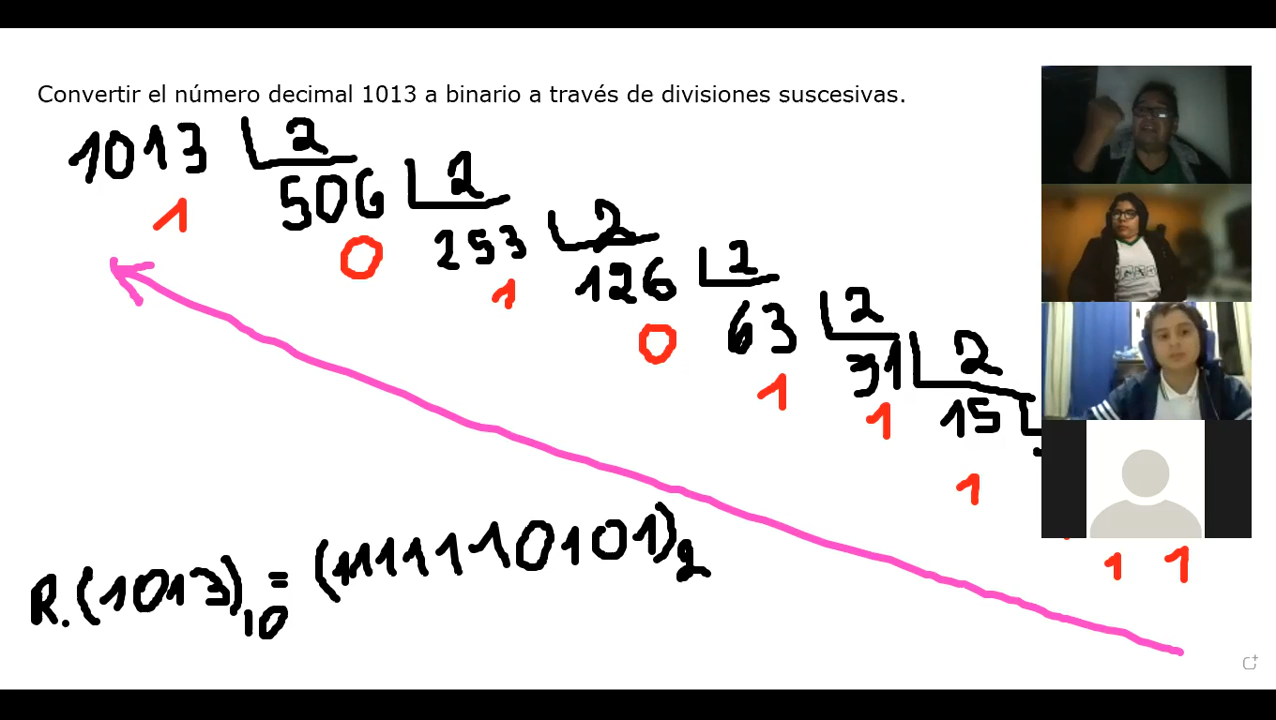 Convertir el número decimal 1013 a binario a través de divisiones suscesivas.
1013 2
1 506 2
0 253 2
1 126 2
0 63 2
1 31 2
1 15
1
1 1
R. (1013)10 = (1111110101)2